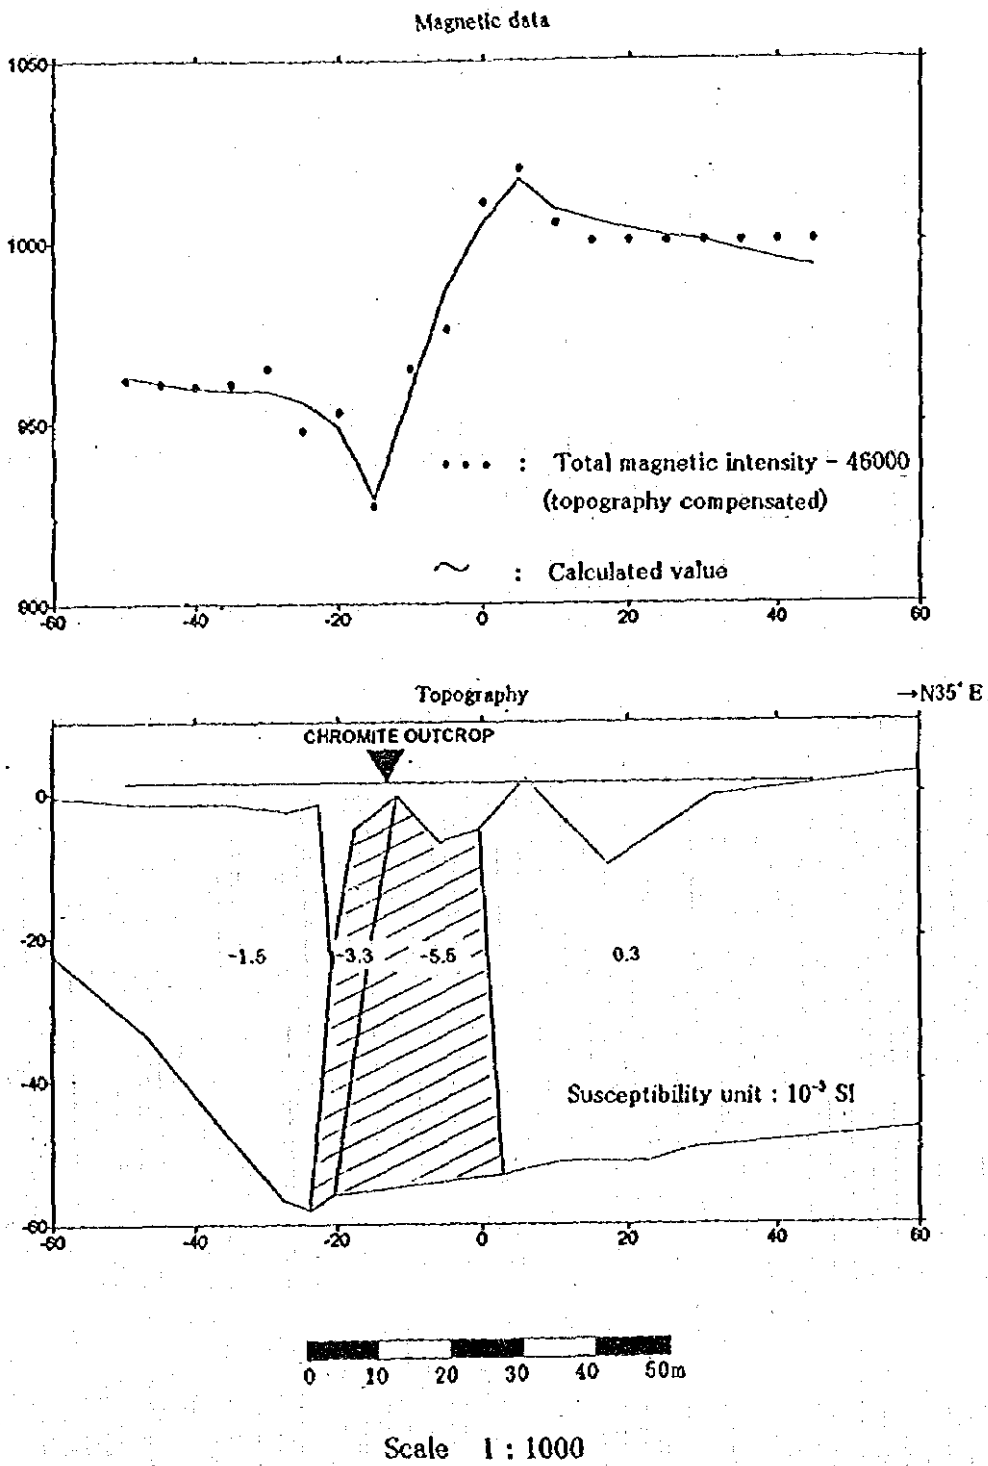 Magnetic data
1050
1000
950
900
-60 -40 -20 0 20 40 60
• • • : Total magnetic intensity - 46000
(topography compensated)
~ : Calculated value
Topography
→N35° E
CHROMITE OUTCROP
0
-20
-40
-60
-1.5 -3.3 -5.5 0.3
Susceptibility unit : 10⁻³ SI
-60 -40 -20 0 20 40 60
0 10 20 30 40 50m
Scale 1 : 1000